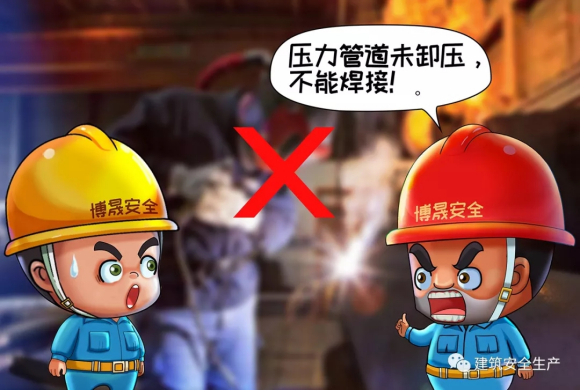 压力管道未卸压，
不能焊接！。
博晟安全
博晟安全
建筑安全生产